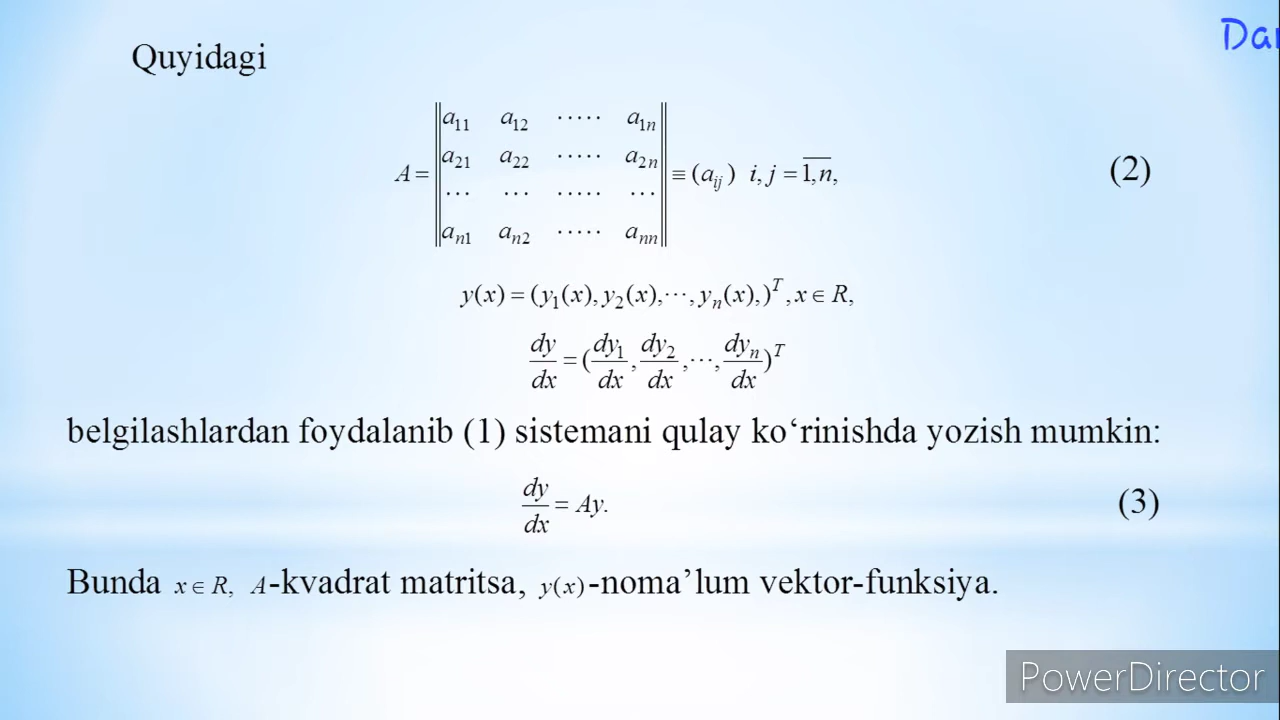 Dar
Quyidagi
A = ‖ a₁₁ a₁₂ ····· a₁ₙ ‖
‖ a₂₁ a₂₂ ····· a₂ₙ ‖ ≡ (aᵢⱼ) i, j = \overline{1,n}, (2)
‖ ··· ··· ····· ··· ‖
‖ aₙ₁ aₙ₂ ····· aₙₙ ‖
y(x) = (y₁(x), y₂(x),···, yₙ(x),)ᵀ, x ∈ R,
dy/dx = (dy₁/dx, dy₂/dx,···, dyₙ/dx)ᵀ
belgilashlardan foydalanib (1) sistemani qulay ko‘rinishda yozish mumkin:
dy/dx = Ay. (3)
Bunda x ∈ R, A-kvadrat matritsa, y(x)-noma’lum vektor-funksiya.
PowerDirector